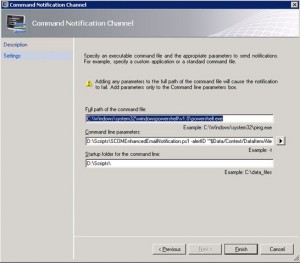 Command Notification Channel
Command Notification Channel
Description
Settings
Specify an executable command file and the appropriate parameters to send notifications.
For example, specify a custom application or a standard command file.
Adding any parameters to the full path of the command file will cause the notification
to fail. Add parameters only to the Command line parameters box.
Full path of the command file:
C:\Windows\system32\windowspowershell\v1.0\powershell.exe
Example: C:\Windows\system32\ping.exe
Command line parameters:
D:\Scripts\SCOMEnhancedEmailNotification.ps1 -alertID '"$Data/Context/DataItem/Ale
Example: -t
Startup folder for the command line:
D:\Scripts\
Example: C:\data_files
< Previous
Next >
Finish
Cancel